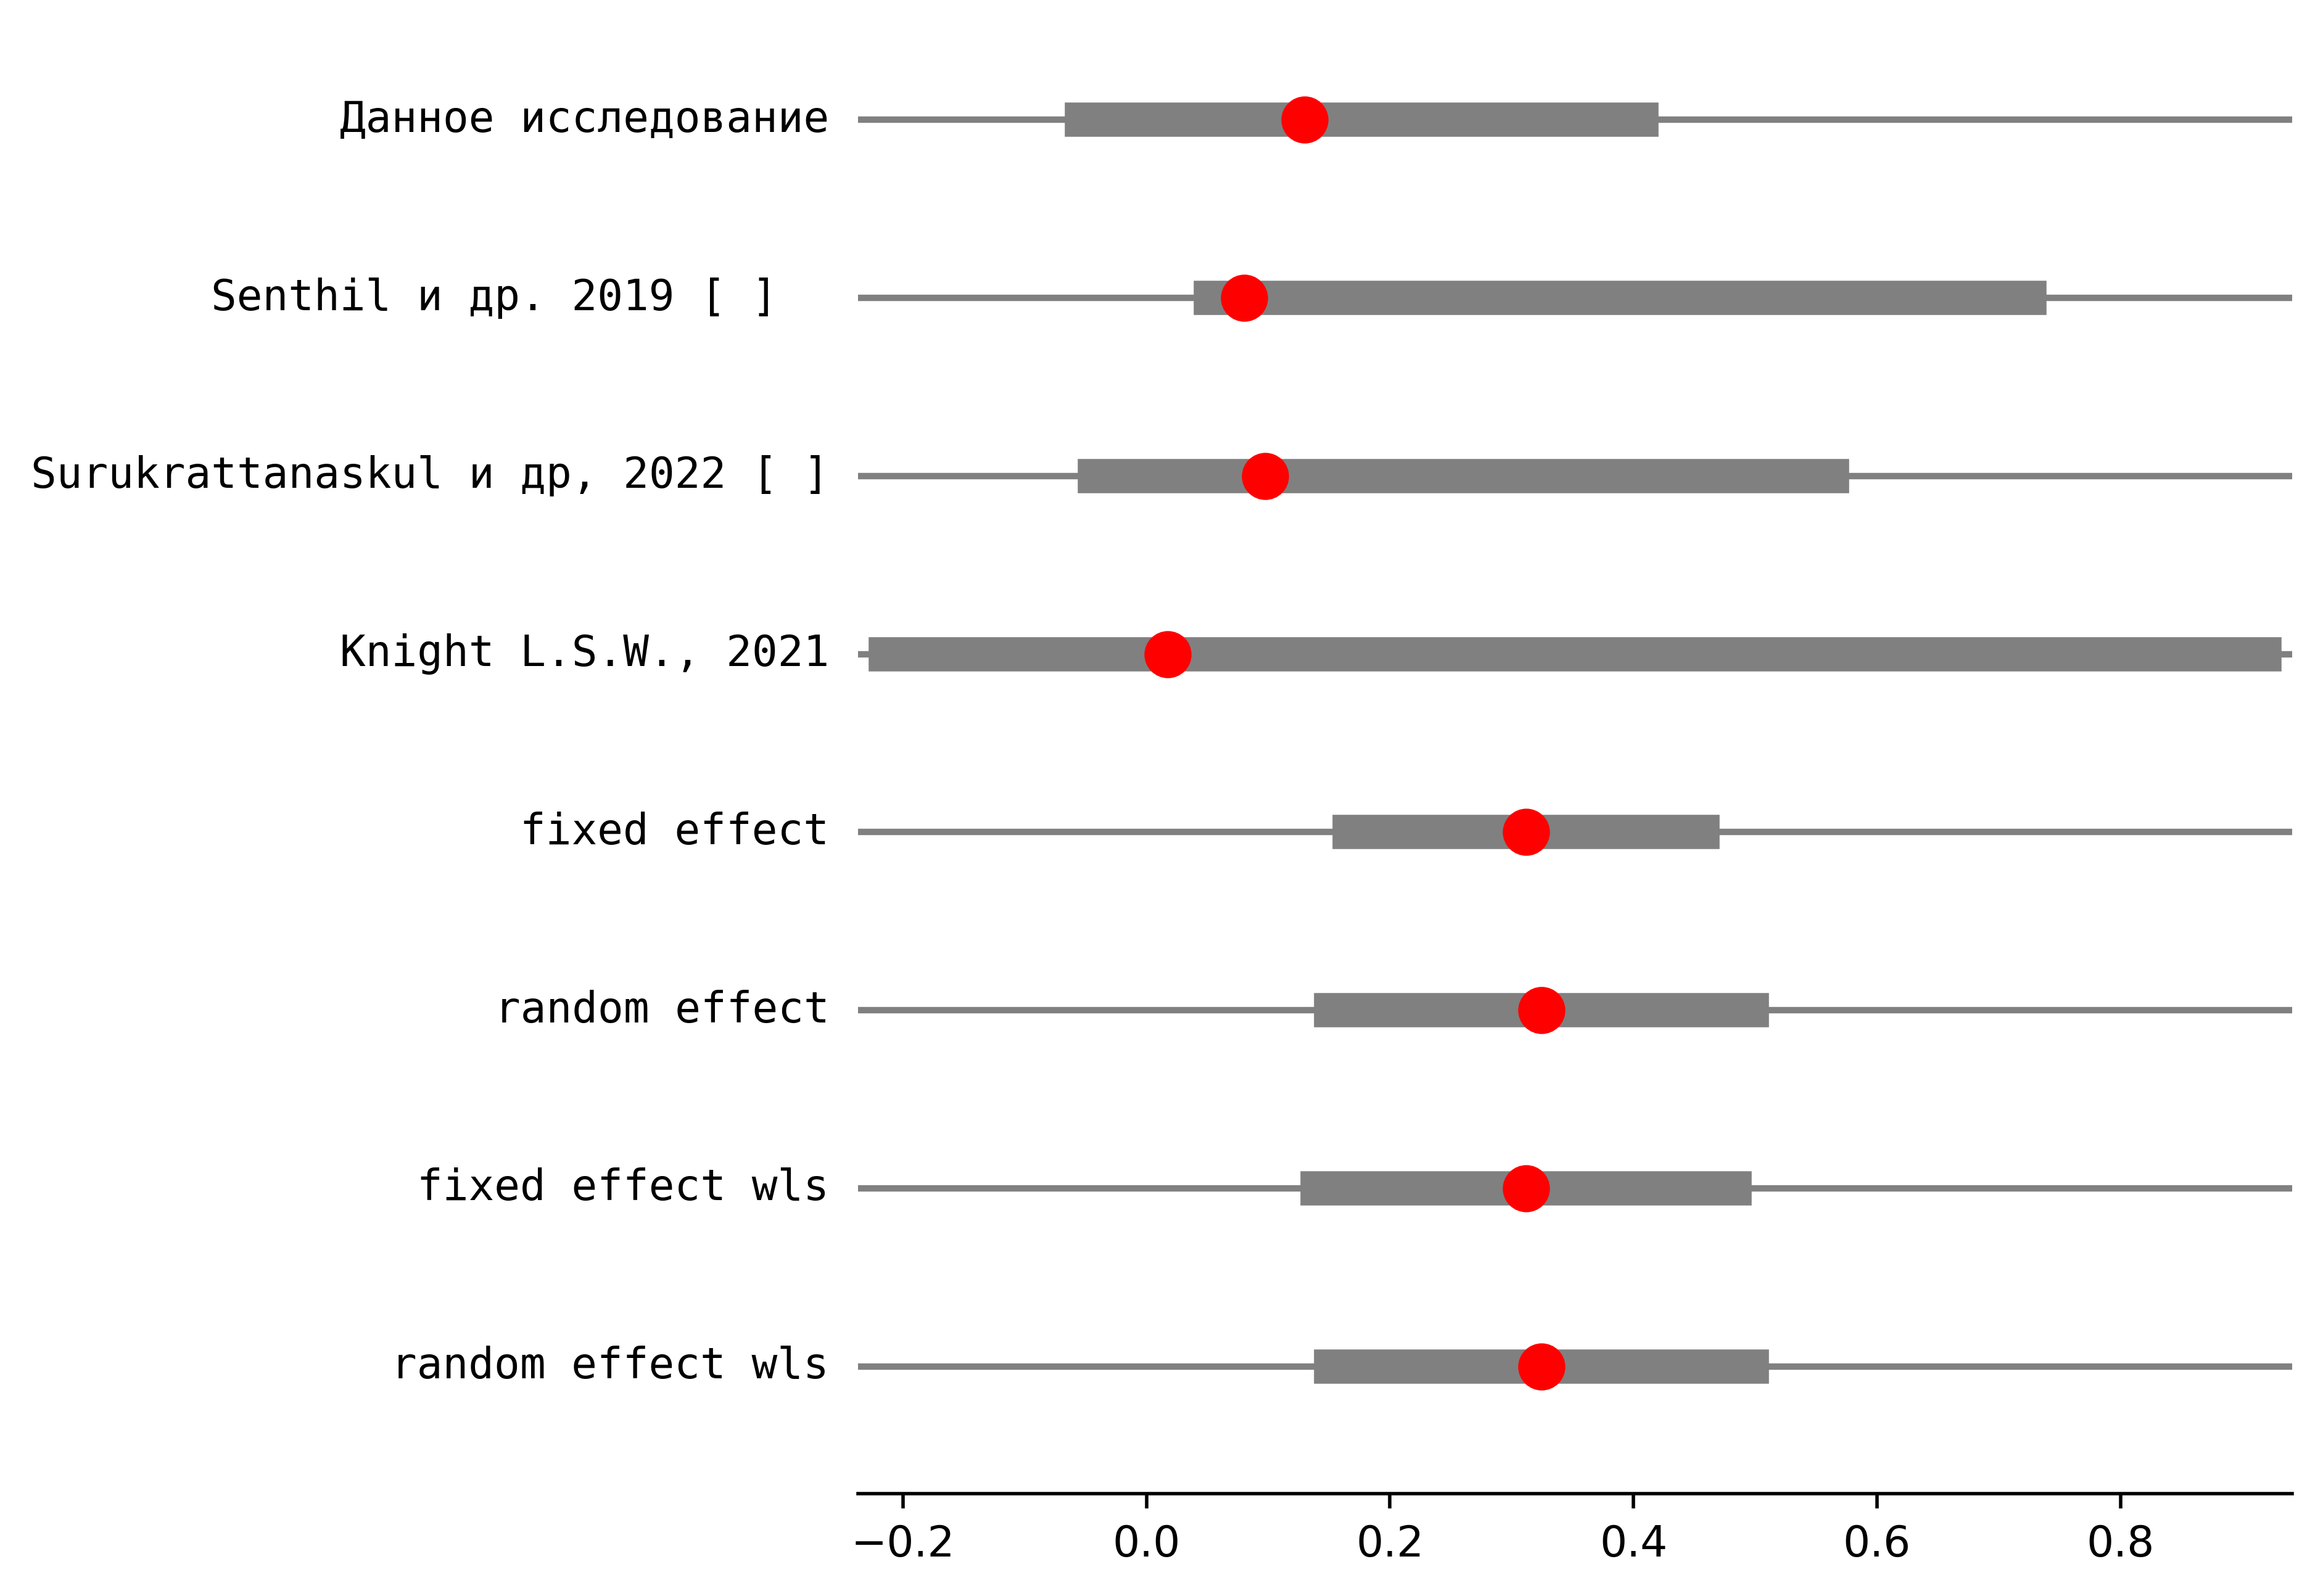 Данное исследование
Senthil и др. 2019 [ ]
Surukrattanaskul и др, 2022 [ ]
Knight L.S.W., 2021
fixed effect
random effect
fixed effect wls
random effect wls
−0.2 0.0 0.2 0.4 0.6 0.8